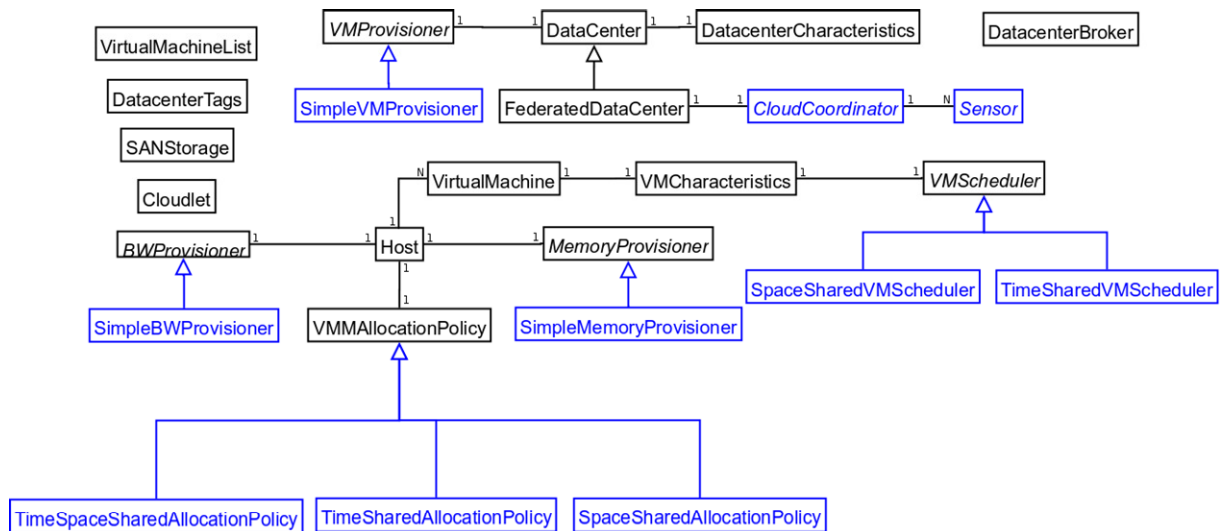 VMProvisioner 1 1 DataCenter 1 1 DatacenterCharacteristics
DatacenterBroker
VirtualMachineList
DatacenterTags
SimpleVMProvisioner
FederatedDataCenter 1 1 CloudCoordinator 1 N Sensor
SANStorage
Cloudlet
N VirtualMachine 1 1 VMCharacteristics 1 1 VMScheduler
1
BWProvisioner 1 1 Host 1 1 MemoryProvisioner
1
SpaceSharedVMScheduler
TimeSharedVMScheduler
1
SimpleBWProvisioner
VMMAllocationPolicy
SimpleMemoryProvisioner
TimeSpaceSharedAllocationPolicy
TimeSharedAllocationPolicy
SpaceSharedAllocationPolicy